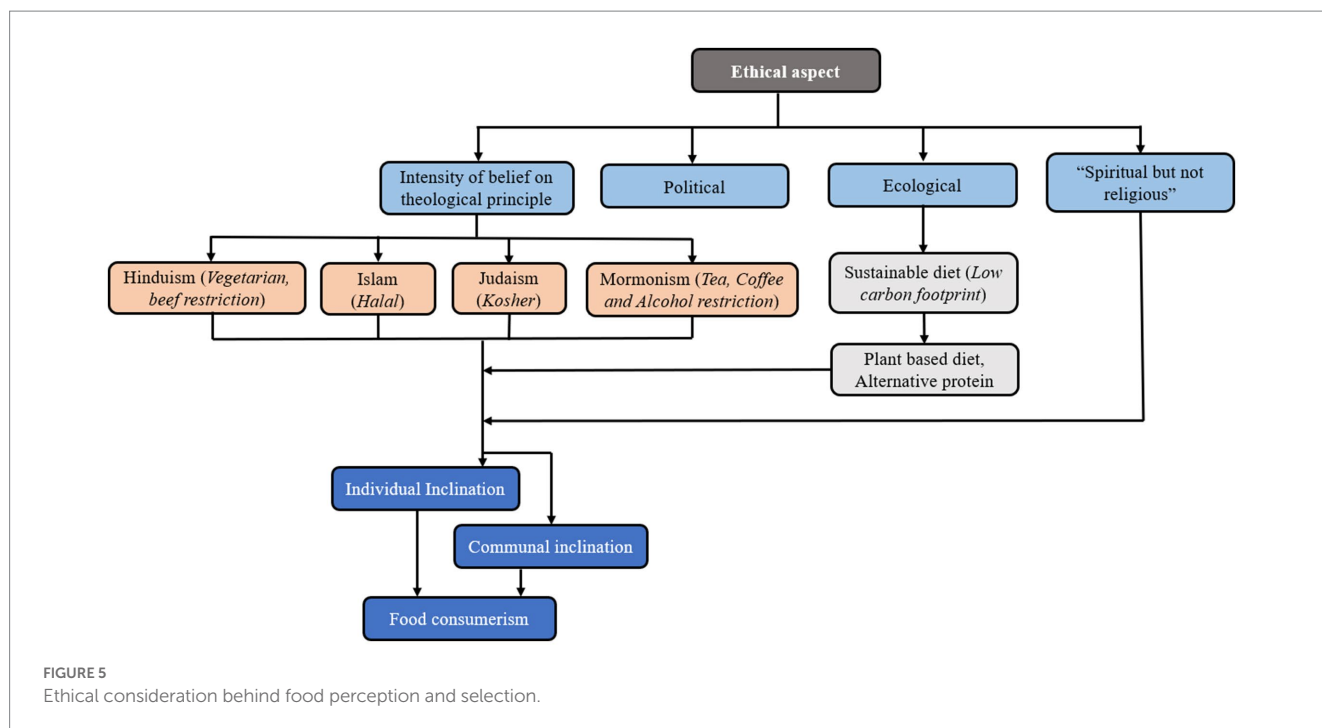 Ethical aspect
Intensity of belief on
theological principle
Political
Ecological
“Spiritual but not
religious”
Hinduism (Vegetarian,
beef restriction)
Islam
(Halal)
Judaism
(Kosher)
Mormonism (Tea, Coffee
and Alcohol restriction)
Sustainable diet (Low
carbon footprint)
Plant based diet,
Alternative protein
Individual Inclination
Communal inclination
Food consumerism
FIGURE 5
Ethical consideration behind food perception and selection.